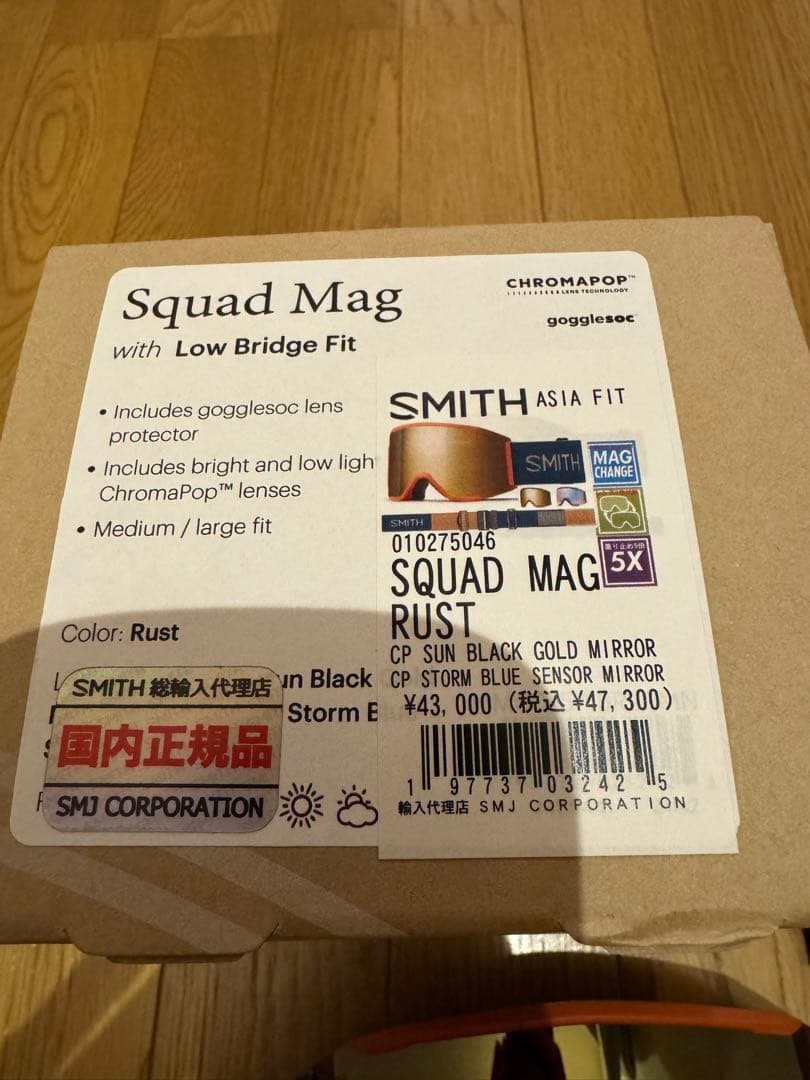 Squad Mag
with Low Bridge Fit
• Includes gogglesoc lens
protector
• Includes bright and low ligh
ChromaPop™ lenses
• Medium / large fit
Color: Rust
un Black
Storm B
CHROMAPOP™
LENS TECHNOLOGY
gogglesoc
SMITH ASIA FIT
SMITH
MAG
CHANGE
SMITH
010275046
5X
SQUAD MAG
RUST
CP SUN BLACK GOLD MIRROR
CP STORM BLUE SENSOR MIRROR
¥43,000 (税込¥47,300)
1 97737 03242 5
輸入代理店 SMJ CORPORATION
SMITH 総輸入代理店
国内正規品
SMJ CORPORATION